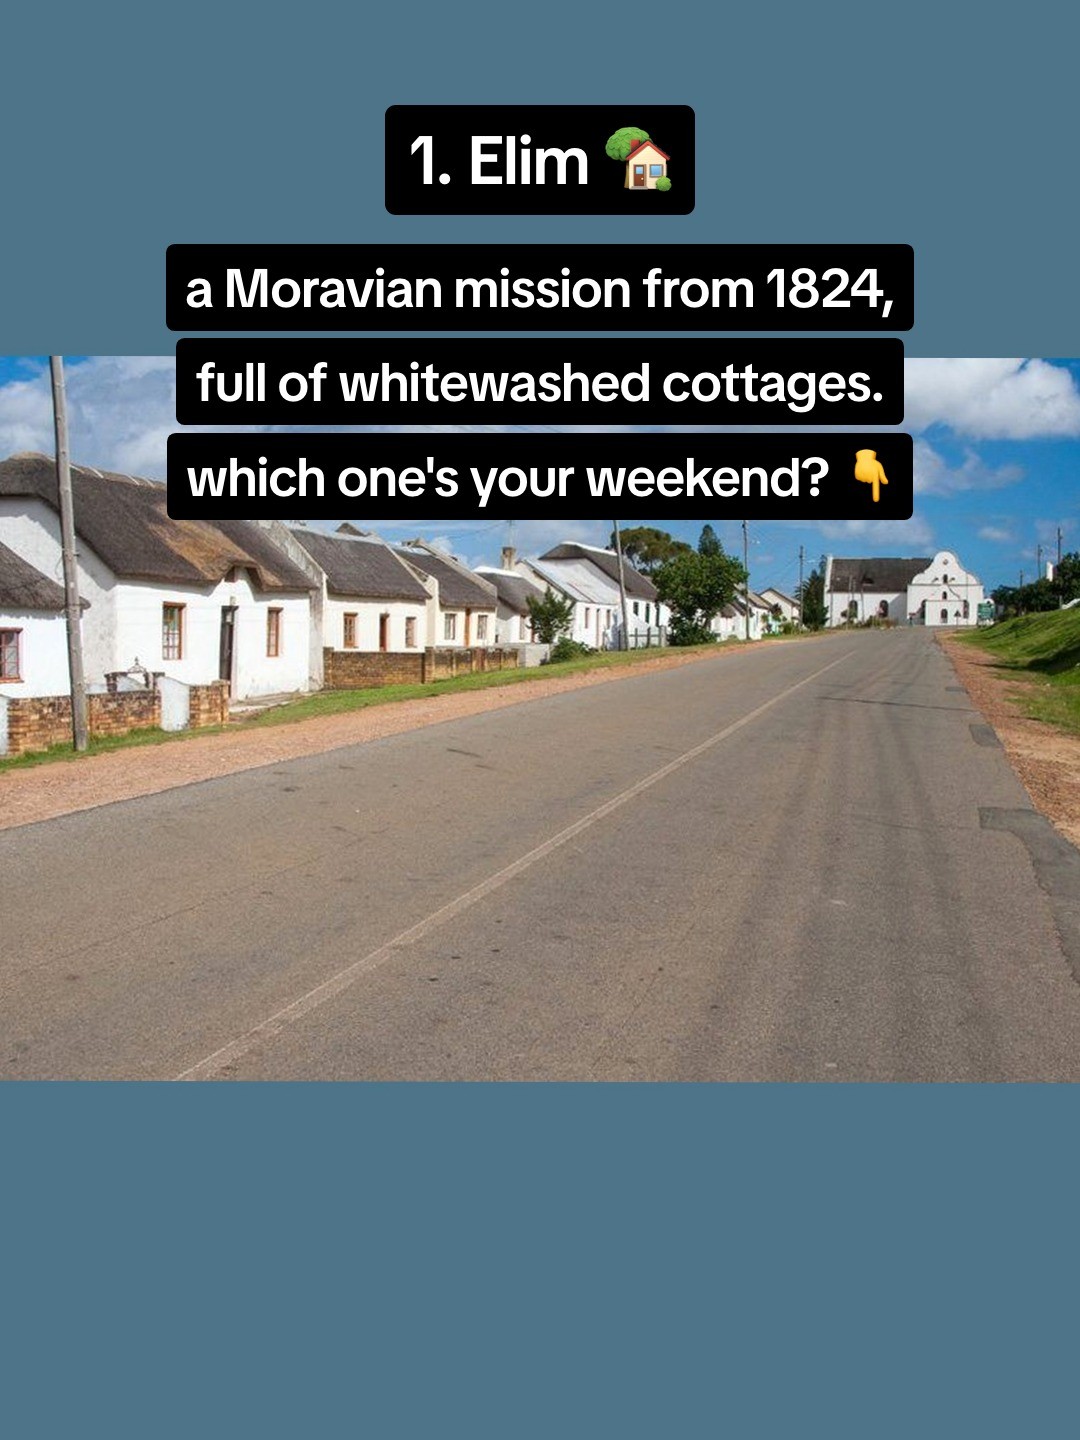 1. Elim 🏡
a Moravian mission from 1824,
full of whitewashed cottages.
which one's your weekend? 👇